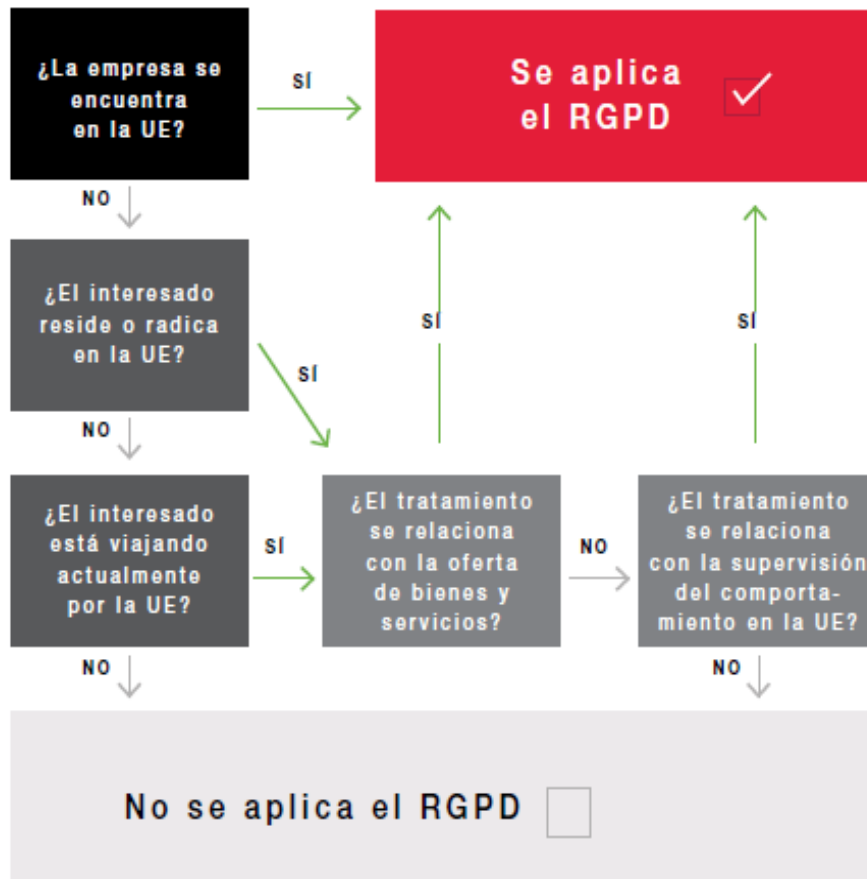 ¿La empresa se
encuentra
en la UE?
SÍ
Se aplica
el RGPD
NO
¿El interesado
reside o radica
en la UE?
SÍ
SÍ
SÍ
NO
¿El interesado
está viajando
actualmente
por la UE?
SÍ
¿El tratamiento
se relaciona
con la oferta
de bienes y
servicios?
NO
¿El tratamiento
se relaciona
con la supervisión
del comporta-
miento en la UE?
NO
NO
No se aplica el RGPD